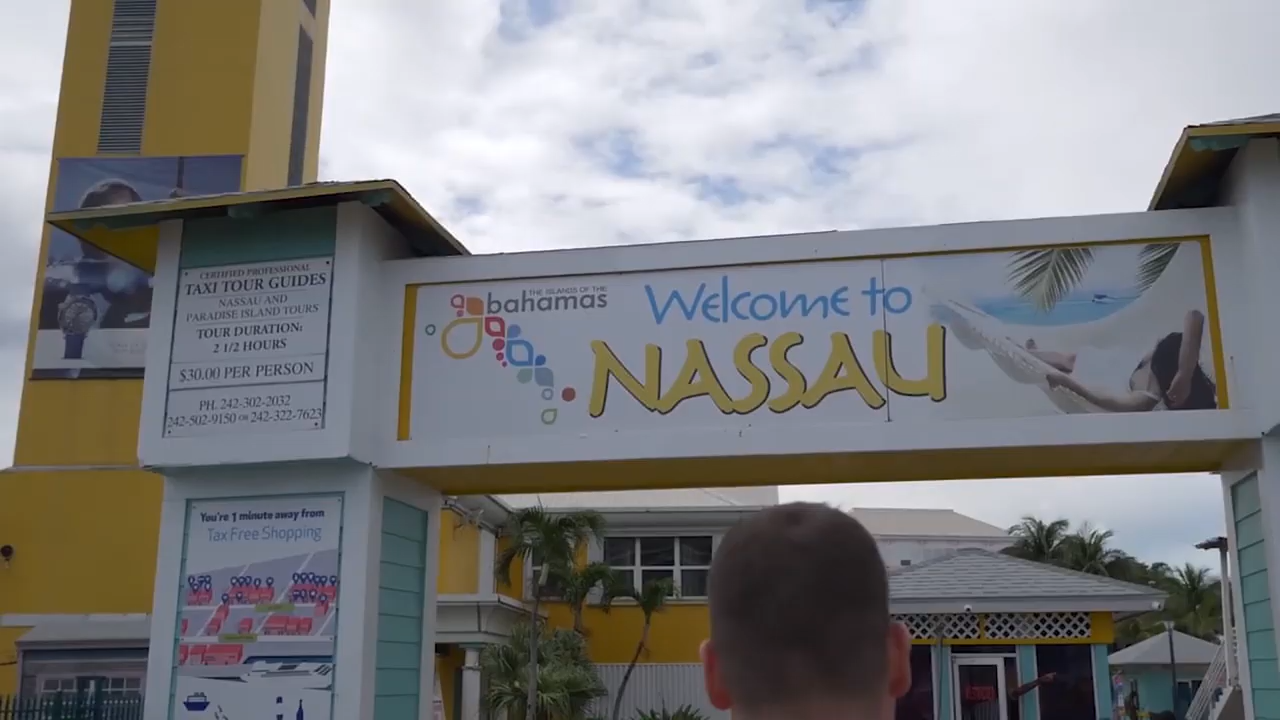 CERTIFIED PROFESSIONAL
TAXI TOUR GUIDES
NASSAU AND
PARADISE ISLAND TOURS
TOUR DURATION:
2 1/2 HOURS
$30.00 PER PERSON
PH. 242-302-2032
242-502-9150 OR 242-322-7623
THE ISLANDS OF THE
bahamas
Welcome to
NASSAU
You're 1 minute away from
Tax Free Shopping